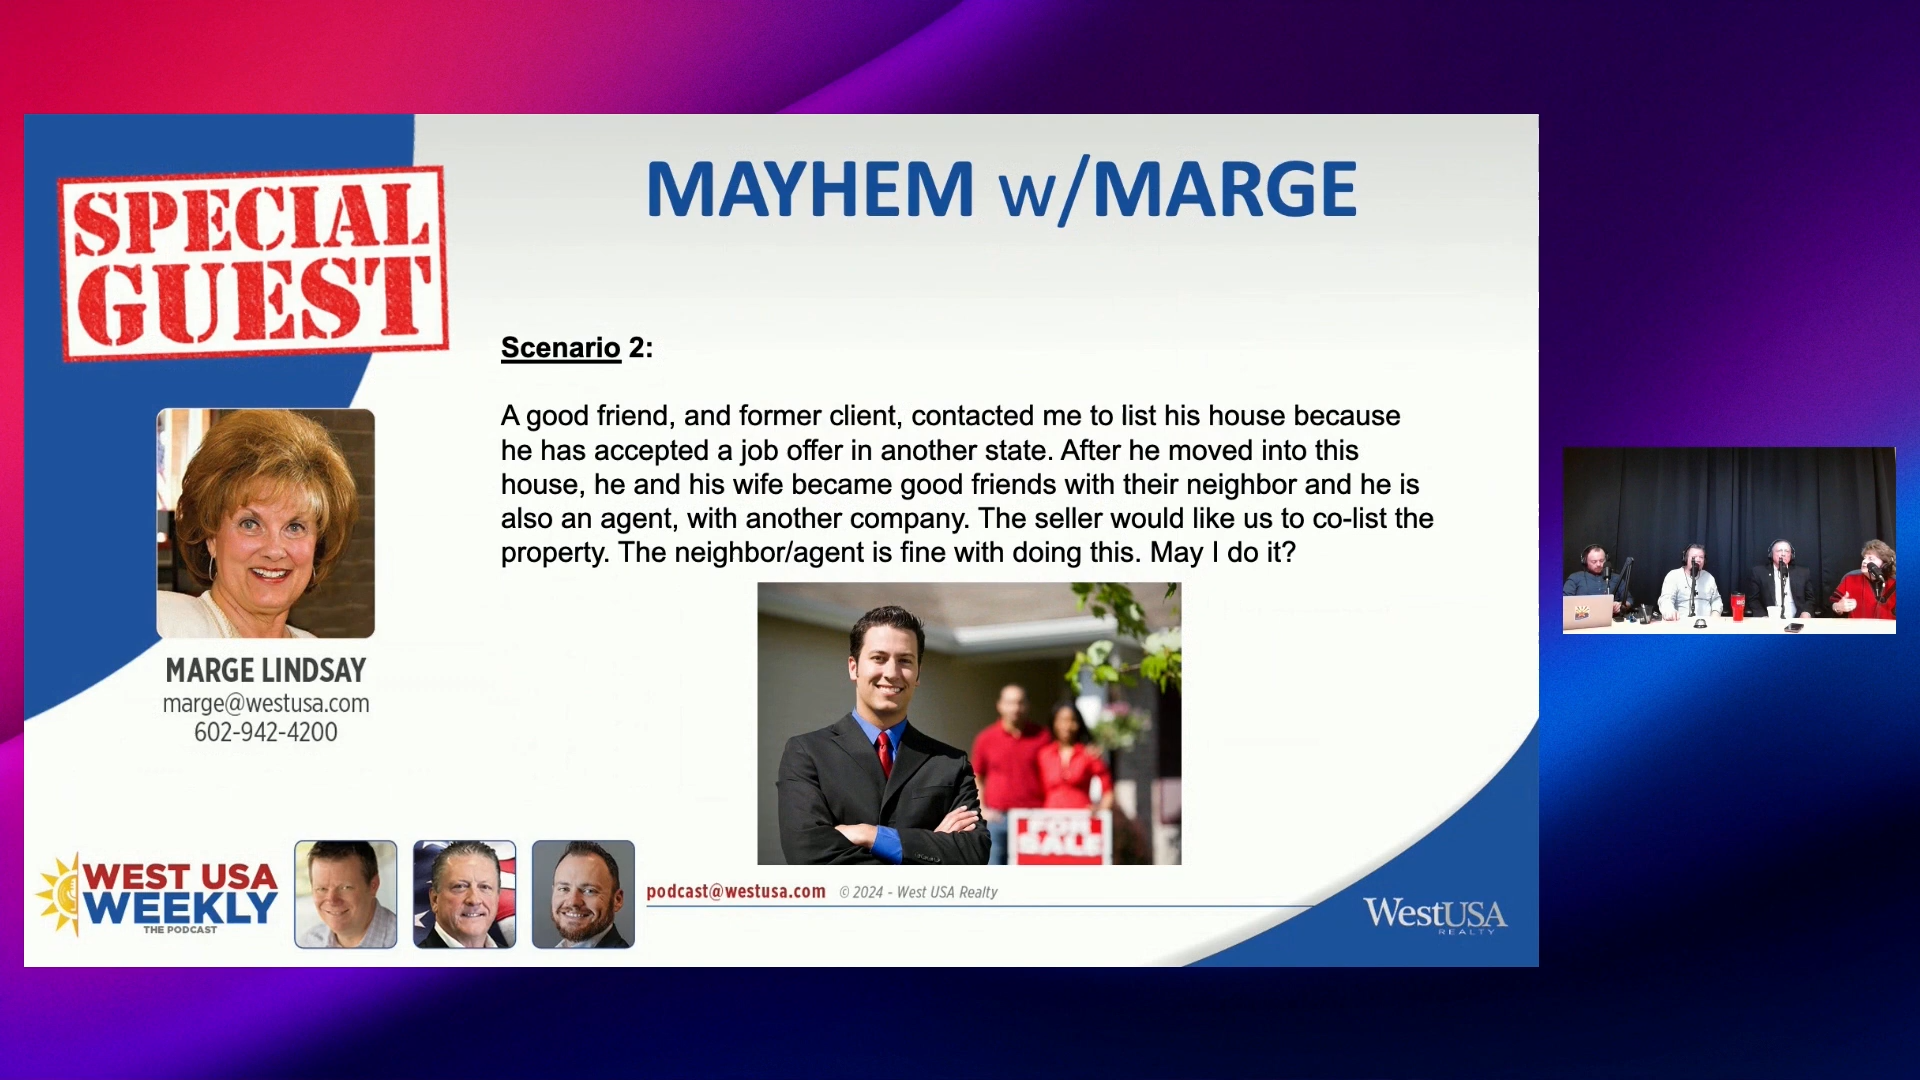 SPECIAL
GUEST
MAYHEM w/MARGE
Scenario 2:
A good friend, and former client, contacted me to list his house because
he has accepted a job offer in another state. After he moved into this
house, he and his wife became good friends with their neighbor and he is
also an agent, with another company. The seller would like us to co-list the
property. The neighbor/agent is fine with doing this. May I do it?
MARGE LINDSAY
marge@westusa.com
602-942-4200
FOR
SALE
WEST USA
WEEKLY
THE PODCAST
podcast@westusa.com © 2024 - West USA Realty
WestUSA
REALTY